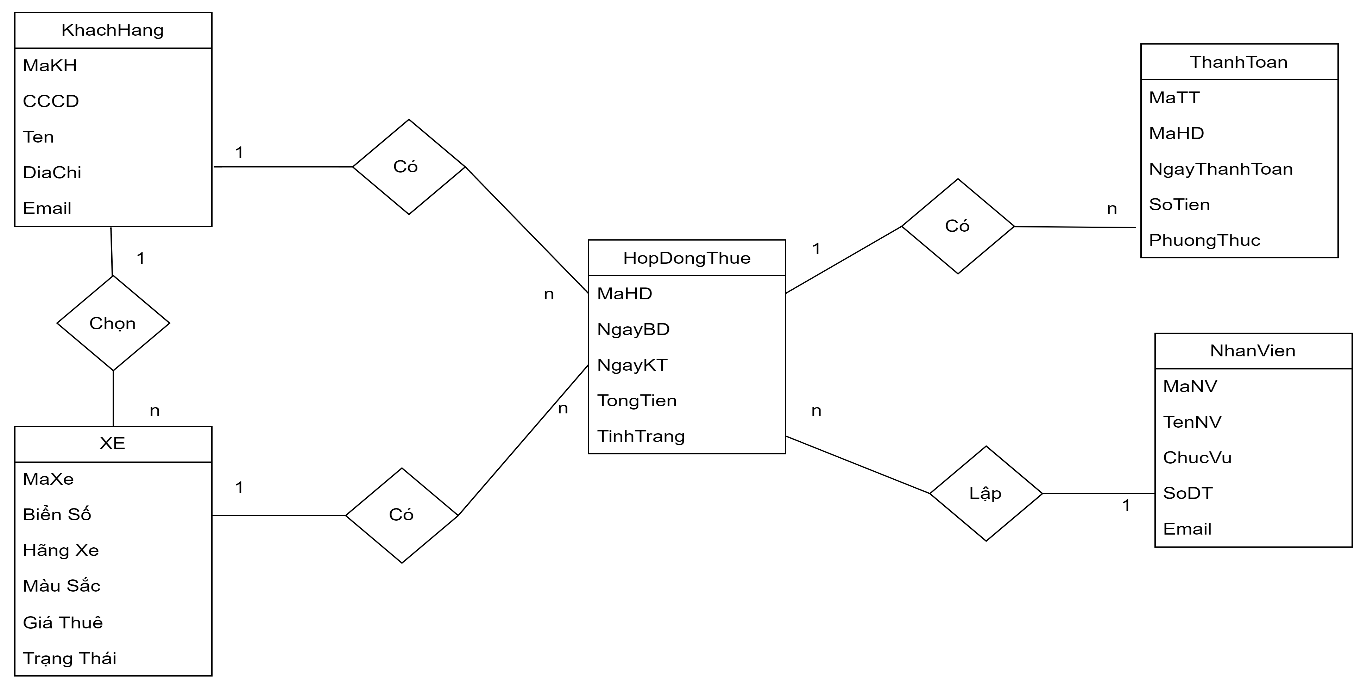 KhachHang
MaKH
CCCD
Ten
DiaChi
Email
1
Có
n
1
Chọn
n
XE
MaXe
Biển Số
Hãng Xe
Màu Sắc
Giá Thuê
Trạng Thái
1
Có
n
HopDongThue
MaHD
NgayBD
NgayKT
TongTien
TinhTrang
1
Có
n
ThanhToan
MaTT
MaHD
NgayThanhToan
SoTien
PhuongThuc
n
Lập
1
NhanVien
MaNV
TenNV
ChucVu
SoDT
Email